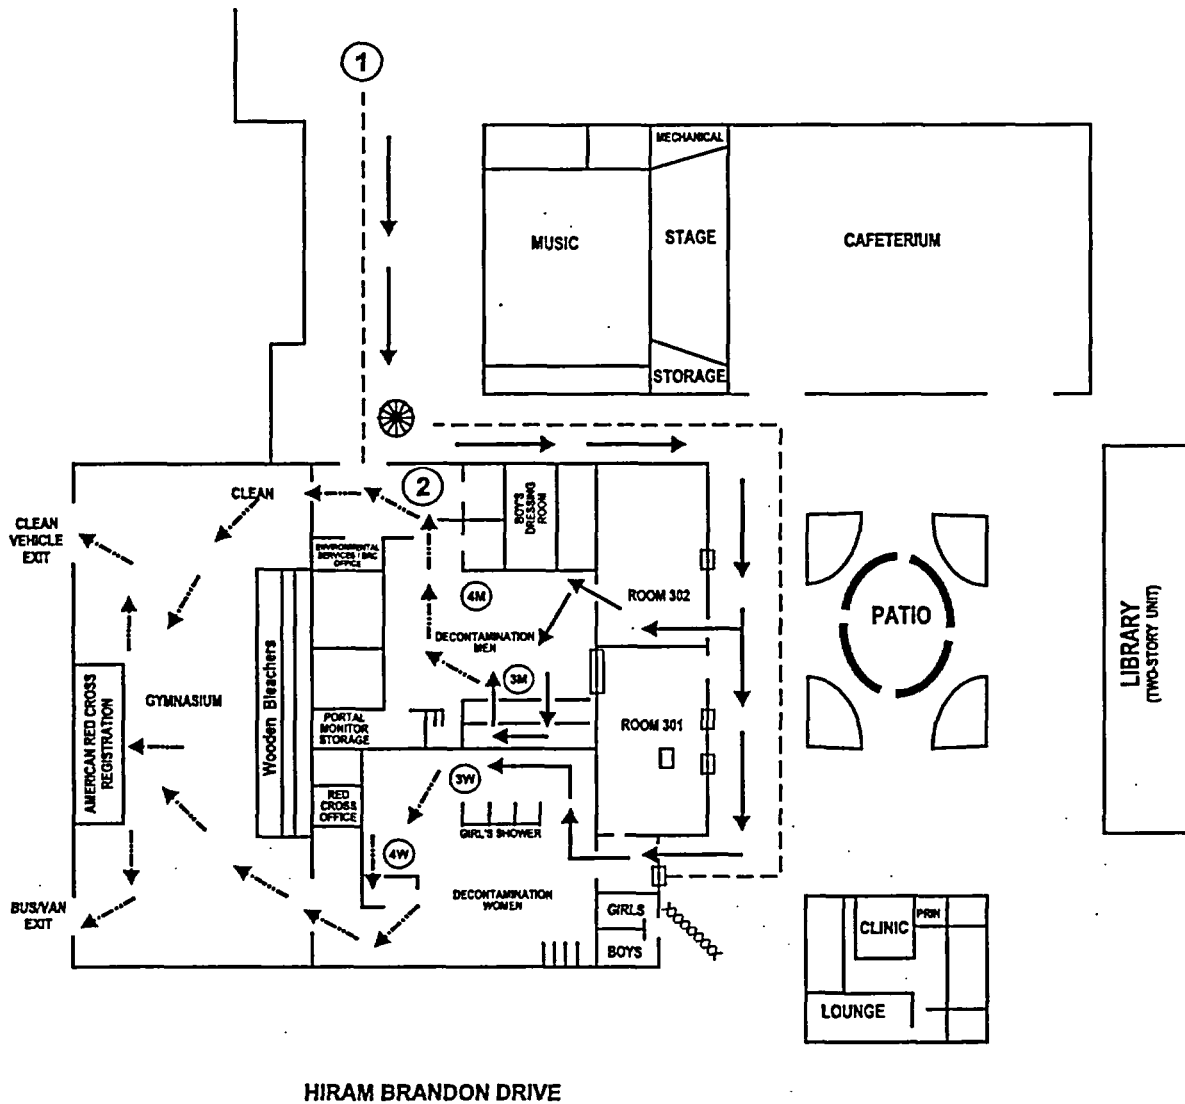 1
MECHANICAL
MUSIC
STAGE
CAFETERIUM
STORAGE
2
CLEAN
BOY'S
DRESSING
ROOM
CLEAN
VEHICLE
EXIT
ENVIRONMENTAL
OFFICE
4M
ROOM 302
PATIO
LIBRARY
(TWO-STORY UNIT)
DECONTAMINATION
MEN
3M
AMERICAN RED CROSS
REGISTRATION
GYMNASIUM
Wooden Bleachers
PORTAL
MONITOR
STORAGE
ROOM 301
3W
RED
CROSS
OFFICE
GIRL'S SHOWER
4W
BUS/VAN
EXIT
DECONTAMINATION
WOMEN
GIRLS
BOYS
CLINIC
PRIN
LOUNGE
HIRAM BRANDON DRIVE